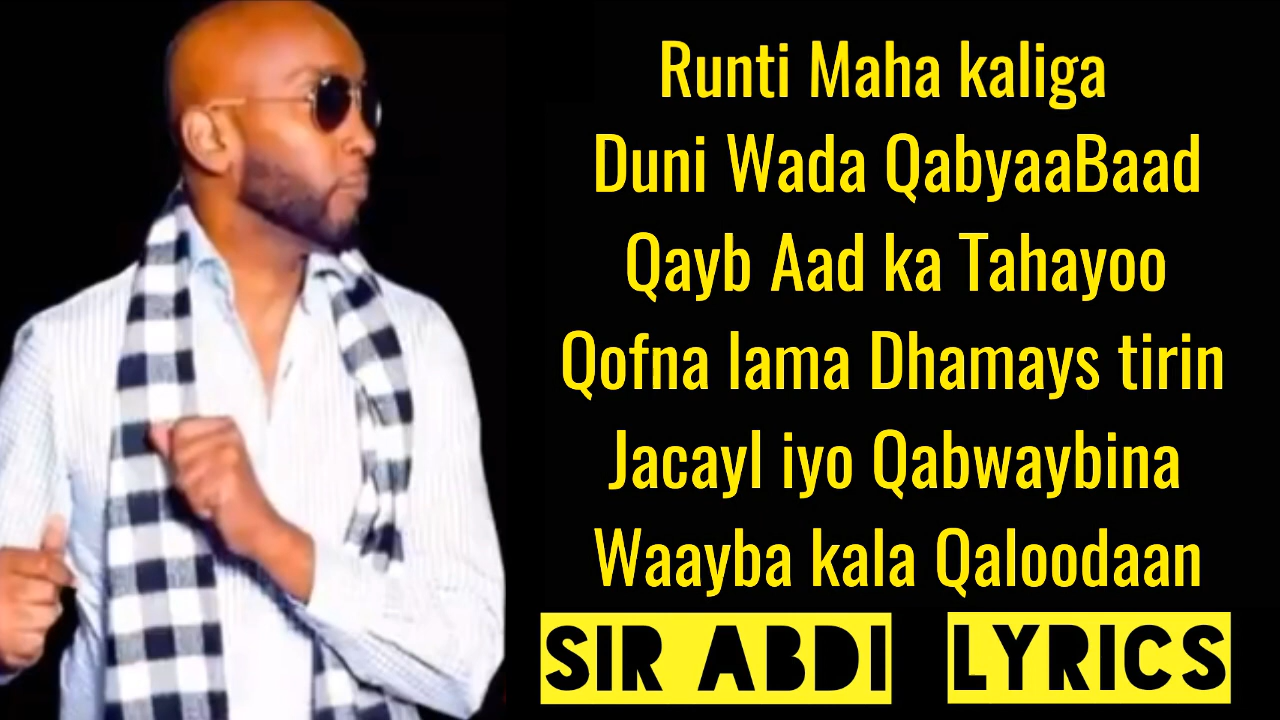 Runti Maha kaliga
Duni Wada QabyaaBaad
Qayb Aad ka Tahayoo
Qofna lama Dhamays tirin
Jacayl iyo Qabwaybina
Waayba kala Qaloodaan
SIR ABDI LYRICS